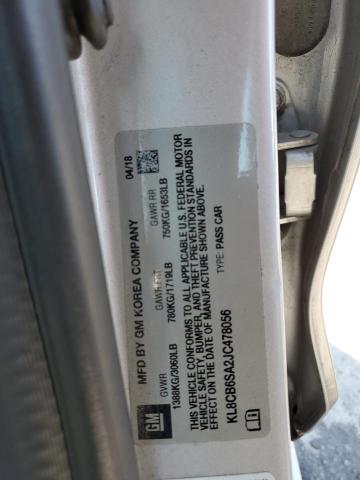 GM
MFD BY GM KOREA COMPANY
04/18
GVWR
GAWR FRT
GAWR RR
1388KG/3060LB
780KG/1719LB
750KG/1653LB
THIS VEHICLE CONFORMS TO ALL APPLICABLE U.S. FEDERAL MOTOR
VEHICLE SAFETY, BUMPER, AND THEFT PREVENTION STANDARDS IN
EFFECT ON THE DATE OF MANUFACTURE SHOWN ABOVE.
TYPE: PASS CAR
KL8CB6SA2JC478056